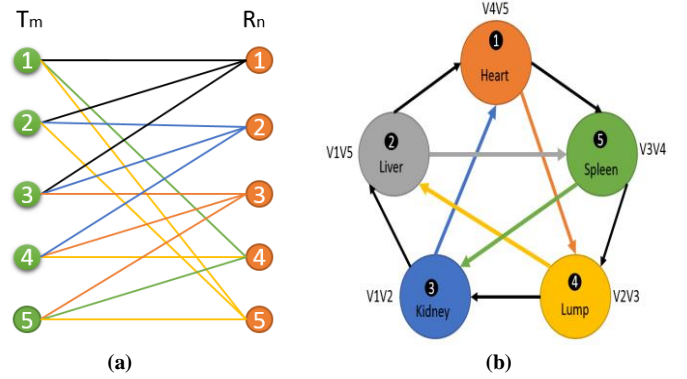 Tm Rn
1 1
2 2
3 3
4 4
5 5
(a)
V4V5
1
Heart
V1V5
2
Liver
5
Spleen
V3V4
V1V2
3
Kidney
4
Lump
V2V3
(b)